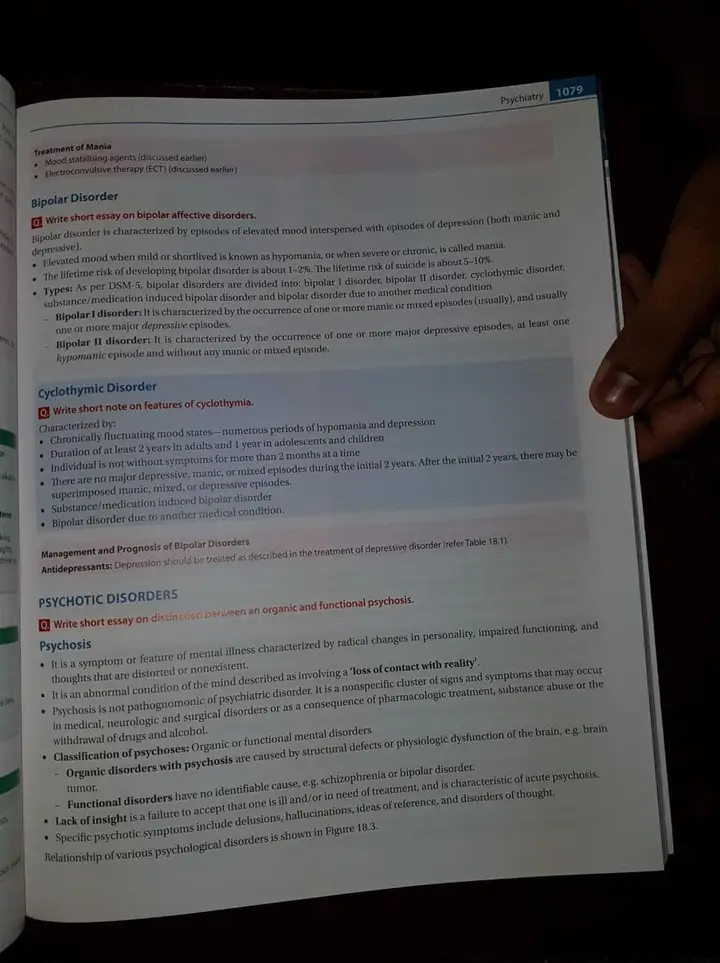 Psychiatry 1079
Treatment of Mania
• Mood stabilising agents (discussed earlier)
• Electroconvulsive therapy (ECT) (discussed earlier)
Bipolar Disorder
Q. Write short essay on bipolar affective disorders.
Bipolar disorder is characterized by episodes of elevated mood interspersed with episodes of depression (both manic and
depressive).
• Elevated mood when mild or shortlived is known as hypomania, or when severe or chronic, is called mania.
• The lifetime risk of developing bipolar disorder is about 1–2%. The lifetime risk of suicide is about 5–10%.
• Types: As per DSM-5, bipolar disorders are divided into: bipolar I disorder, bipolar II disorder, cyclothymic disorder,
substance/medication induced bipolar disorder and bipolar disorder due to another medical condition
– Bipolar I disorder: It is characterized by the occurrence of one or more manic or mixed episodes (usually), and usually
one or more major depressive episodes.
– Bipolar II disorder: It is characterized by the occurrence of one or more major depressive episodes, at least one
hypomanic episode and without any manic or mixed episode.
Cyclothymic Disorder
Q. Write short note on features of cyclothymia.
Characterized by:
• Chronically fluctuating mood states—numerous periods of hypomania and depression
• Duration of at least 2 years in adults and 1 year in adolescents and children
• Individual is not without symptoms for more than 2 months at a time
• There are no major depressive, manic, or mixed episodes during the initial 2 years. After the initial 2 years, there may be
superimposed manic, mixed, or depressive episodes.
• Substance/medication induced bipolar disorder
• Bipolar disorder due to another medical condition.
Management and Prognosis of Bipolar Disorders
Antidepressants: Depression should be treated as described in the treatment of depressive disorder (refer Table 18.1).
PSYCHOTIC DISORDERS
Q. Write short essay on distinction between an organic and functional psychosis.
Psychosis
• It is a symptom or feature of mental illness characterized by radical changes in personality, impaired functioning, and
thoughts that are distorted or nonexistent.
• It is an abnormal condition of the mind described as involving a 'loss of contact with reality'.
• Psychosis is not pathognomonic of psychiatric disorder. It is a nonspecific cluster of signs and symptoms that may occur
in medical, neurologic and surgical disorders or as a consequence of pharmacologic treatment, substance abuse or the
withdrawal of drugs and alcohol.
• Classification of psychoses: Organic or functional mental disorders.
– Organic disorders with psychosis are caused by structural defects or physiologic dysfunction of the brain, e.g. brain
tumor.
– Functional disorders have no identifiable cause, e.g. schizophrenia or bipolar disorder.
• Lack of insight is a failure to accept that one is ill and/or in need of treatment, and is characteristic of acute psychosis.
• Specific psychotic symptoms include delusions, hallucinations, ideas of reference, and disorders of thought.
Relationship of various psychological disorders is shown in Figure 18.3.